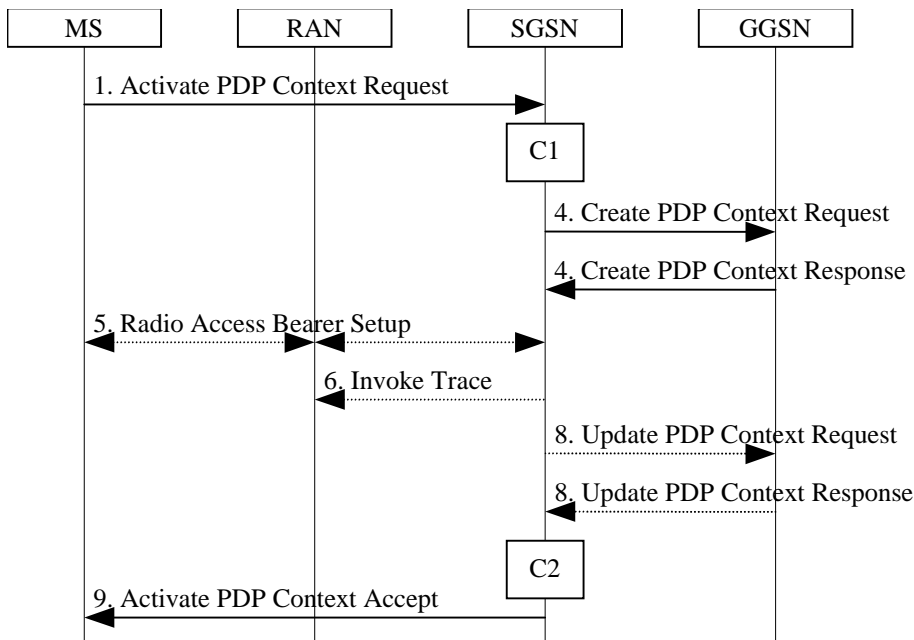 MS
RAN
SGSN
GGSN
1. Activate PDP Context Request
C1
4. Create PDP Context Request
4. Create PDP Context Response
5. Radio Access Bearer Setup
6. Invoke Trace
8. Update PDP Context Request
8. Update PDP Context Response
C2
9. Activate PDP Context Accept